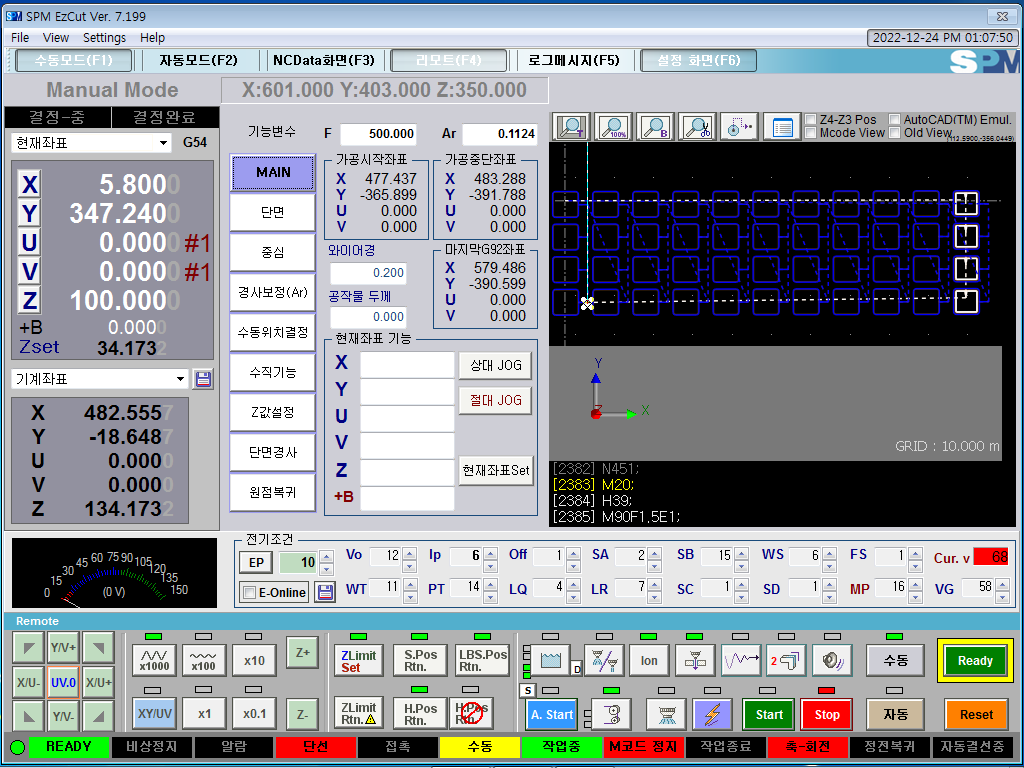 SPM SPM EzCut Ver. 7.199
File View Settings Help
2022-12-24 PM 01:07:50
수동모드(F1) 자동모드(F2) NCData화면(F3) 리모트(F4) 로그메시지(F5) 설정 화면(F6) SPM
Manual Mode X:601.000 Y:403.000 Z:350.000
결정-중 결정완료
현재좌표 G54
X 5.8000
Y 347.2400
U 0.0000 #1
V 0.0000 #1
Z 100.0000
+B 0.0000
Zset 34.1732
기계좌표
X 482.5557
Y -18.6487
U 0.0000
V 0.0000
Z 134.1732
기능변수 F 500.000 Ar 0.1124
MAIN
단면
중심
경사보정(Ar)
수동위치결정
수직기능
Z값설정
단면경사
원점복귀
가공시작좌표
X 477.437
Y -365.899
U 0.000
V 0.000
가공중단좌표
X 483.288
Y -391.788
U 0.000
V 0.000
와이어경
0.200
공작물 두께
0.000
마지막G92좌표
X 579.486
Y -390.599
U 0.000
V 0.000
현재좌표 기능
X
Y
U
V
Z
+B
상대 JOG
절대 JOG
현재좌표Set
T 100% B
Z4-Z3 Pos AutoCAD(TM) Emul.
Mcode View Old View
Y
X
Z
GRID : 10.000 m
[2382] N451;
[2383] M20;
[2384] H39;
[2385] M90F1.5E1;
0 15 30 45 60 75 90 105 120 135 150
(0 V)
전기조건
EP 10 Vo 12 Ip 6 Off 1 SA 2 SB 15 WS 6 FS 1 Cur. v 68
E-Online WT 11 PT 14 LQ 4 LR 7 SC 1 SD 1 MP 16 VG 58
Remote
Y/V+
X/U- UV.0 X/U+
Y/V-
x1000 x100 x10 Z+
XY/UV x1 x0.1 Z-
ZLimit Set S.Pos Rtn. LBS.Pos Rtn.
ZLimit Rtn. H.Pos Rtn. H.Pos Rtn.
D Ion 2 수동 Ready
S A. Start Start Stop 자동 Reset
READY 비상정지 알람 단선 접촉 수동 작업중 M코드 정지 작업종료 축-회전 정전복귀 자동결선중